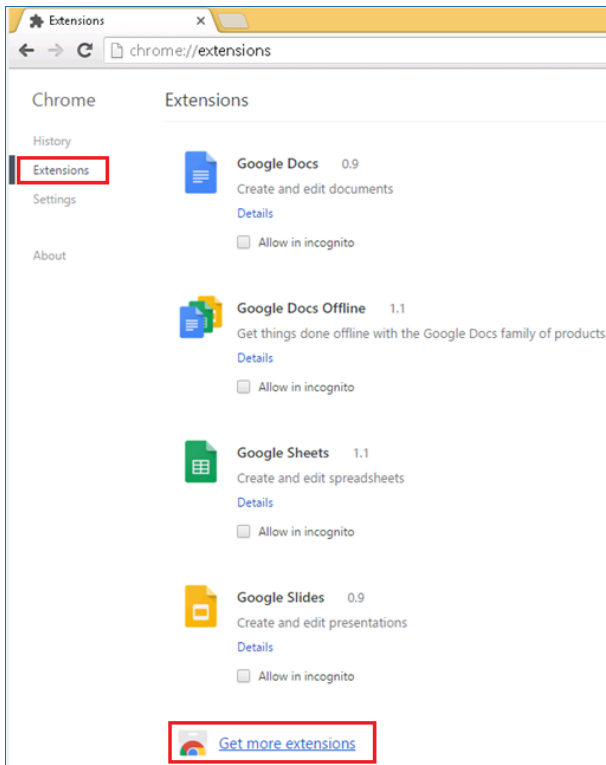 Extensions
chrome://extensions
Chrome
Extensions
History
Extensions
Settings
About
Google Docs 0.9
Create and edit documents
Details
Allow in incognito
Google Docs Offline 1.1
Get things done offline with the Google Docs family of products
Details
Allow in incognito
Google Sheets 1.1
Create and edit spreadsheets
Details
Allow in incognito
Google Slides 0.9
Create and edit presentations
Details
Allow in incognito
Get more extensions